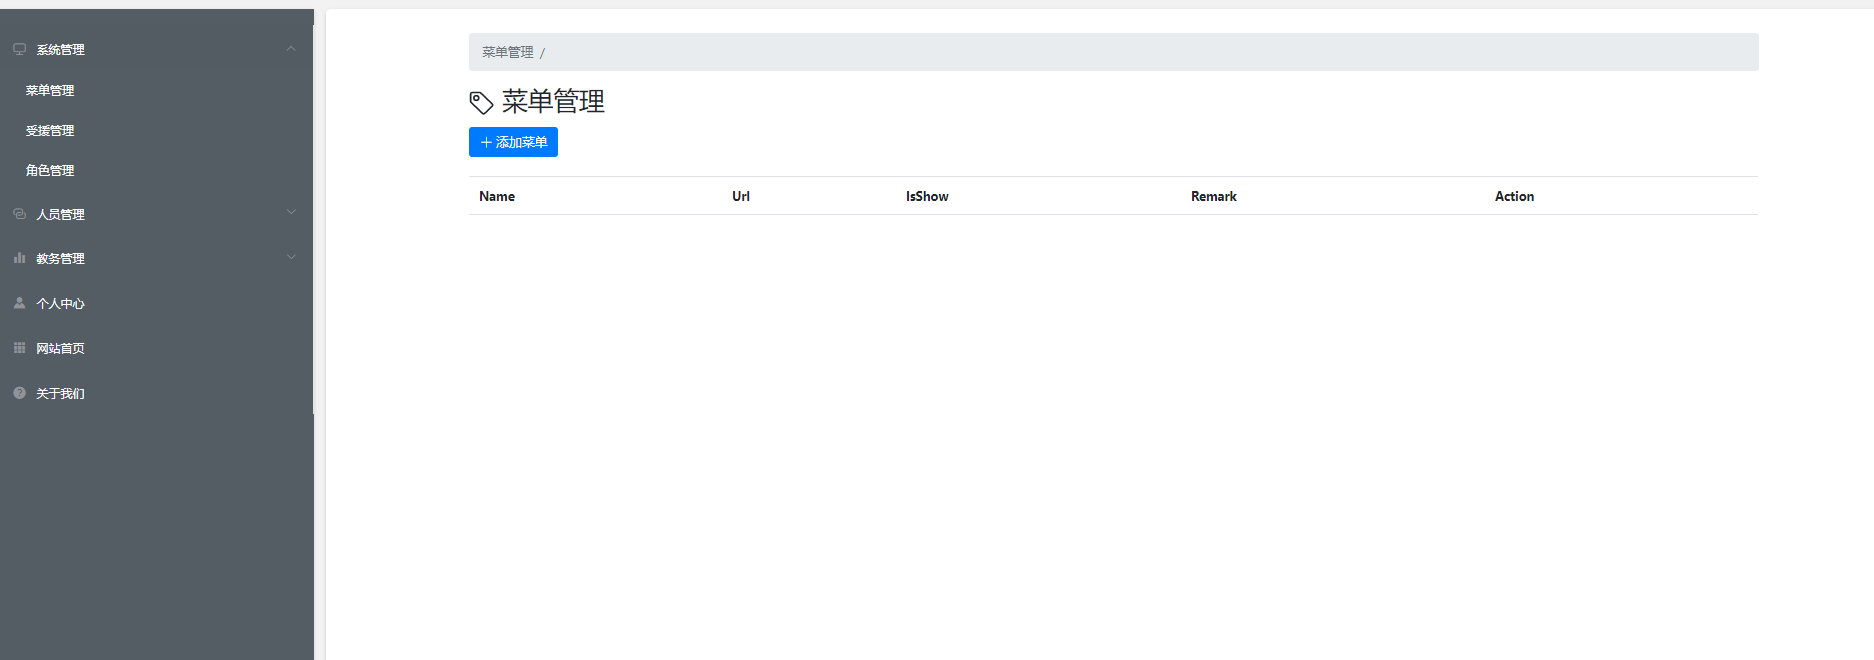 系统管理
菜单管理
受援管理
角色管理
人员管理
教务管理
个人中心
网站首页
关于我们
菜单管理 /
菜单管理
+ 添加菜单
Name Url IsShow Remark Action